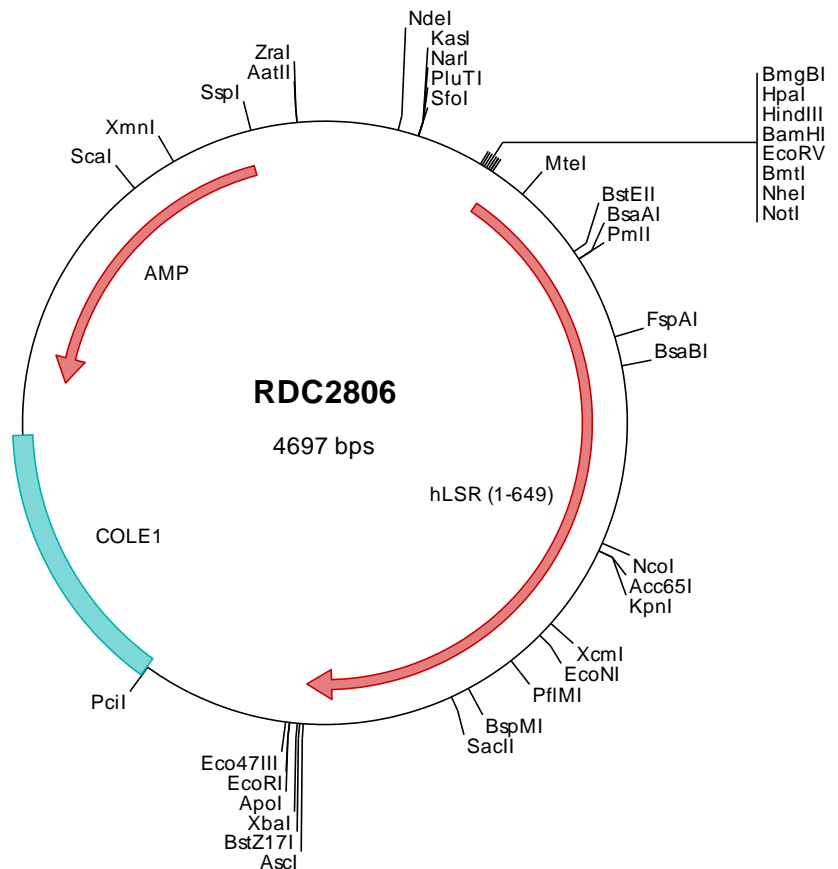 NdeI
KasI
NarI
PluTI
SfoI
ZraI
AatII
SspI
XmnI
ScaI
BmgBI
HpaI
HindIII
BamHI
EcoRV
BmtI
NheI
NotI
MteI
BstEII
BsaAI
PmlI
AMP
FspAI
BsaBI
RDC2806
4697 bps
hLSR (1-649)
COLE1
NcoI
Acc65I
KpnI
XcmI
EcoNI
PflMI
BspMI
SacII
PciI
Eco47III
EcoRI
ApoI
XbaI
BstZ17I
AscI